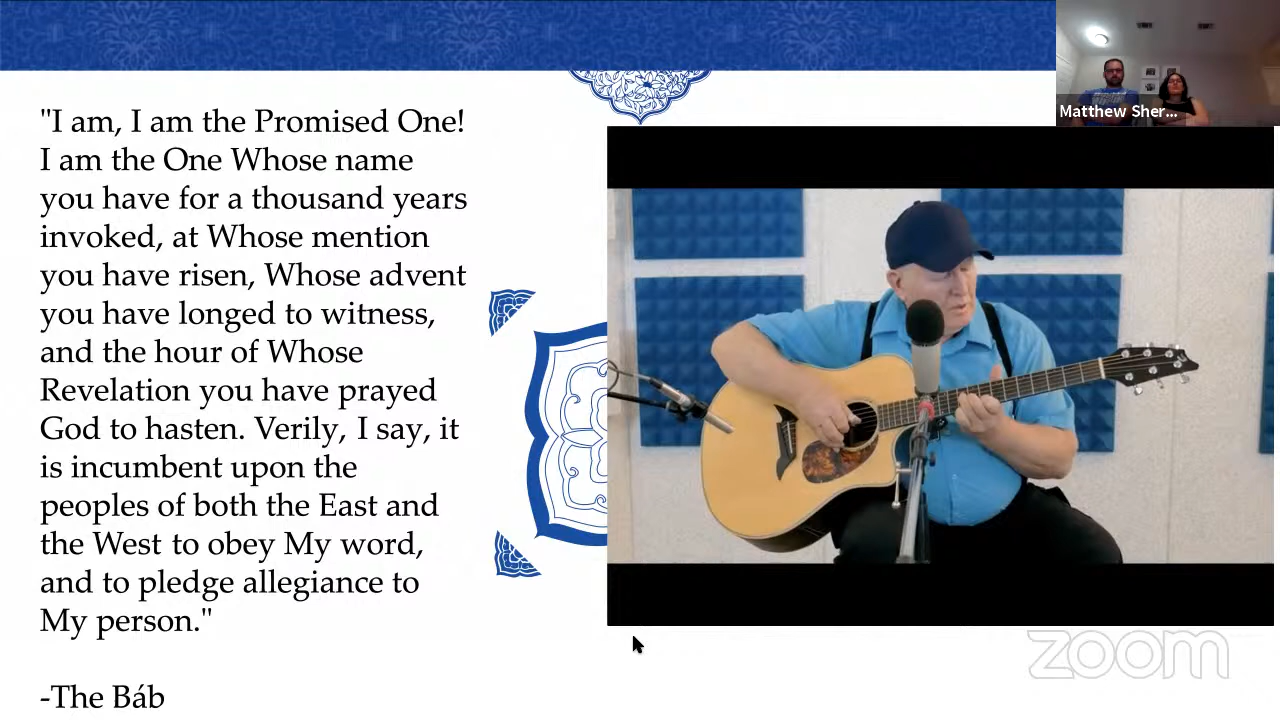 "I am, I am the Promised One!
I am the One Whose name
you have for a thousand years
invoked, at Whose mention
you have risen, Whose advent
you have longed to witness,
and the hour of Whose
Revelation you have prayed
God to hasten. Verily, I say, it
is incumbent upon the
peoples of both the East and
the West to obey My word,
and to pledge allegiance to
My person."
-The Báb
Matthew Sher...
zoom